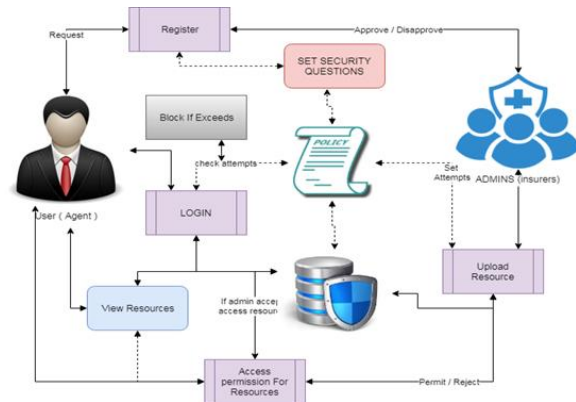 Request
Register
Approve / Disapprove
SET SECURITY
QUESTIONS
Block If Exceeds
check attempts
POLICY
Set
Attempts
ADMINS (insurers)
User ( Agent )
LOGIN
Upload
Resource
View Resources
If admin accep
access resourc
Access
permission For
Resources
Permit / Reject